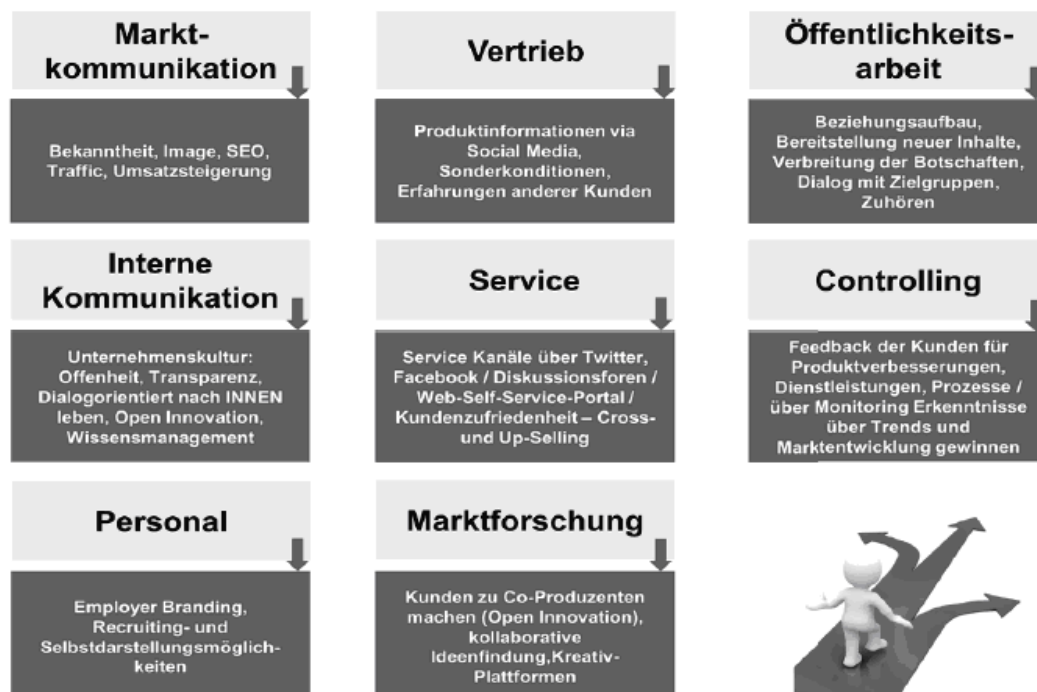 Markt-
kommunikation
Bekanntheit, Image, SEO,
Traffic, Umsatzsteigerung
Vertrieb
Produktinformationen via
Social Media,
Sonderkonditionen,
Erfahrungen anderer Kunden
Öffentlichkeits-
arbeit
Beziehungsaufbau,
Bereitstellung neuer Inhalte,
Verbreitung der Botschaften,
Dialog mit Zielgruppen,
Zuhören
Interne
Kommunikation
Unternehmenskultur:
Offenheit, Transparenz,
Dialogorientiert nach INNEN
leben, Open Innovation,
Wissensmanagement
Service
Service Kanäle über Twitter,
Facebook / Diskussionsforen /
Web-Self-Service-Portal /
Kundenzufriedenheit – Cross-
und Up-Selling
Controlling
Feedback der Kunden für
Produktverbesserungen,
Dienstleistungen, Prozesse /
über Monitoring Erkenntnisse
über Trends und
Marktentwicklung gewinnen
Personal
Employer Branding,
Recruiting- und
Selbstdarstellungsmöglich-
keiten
Marktforschung
Kunden zu Co-Produzenten
machen (Open Innovation),
kollaborative
Ideenfindung,Kreativ-
Plattformen